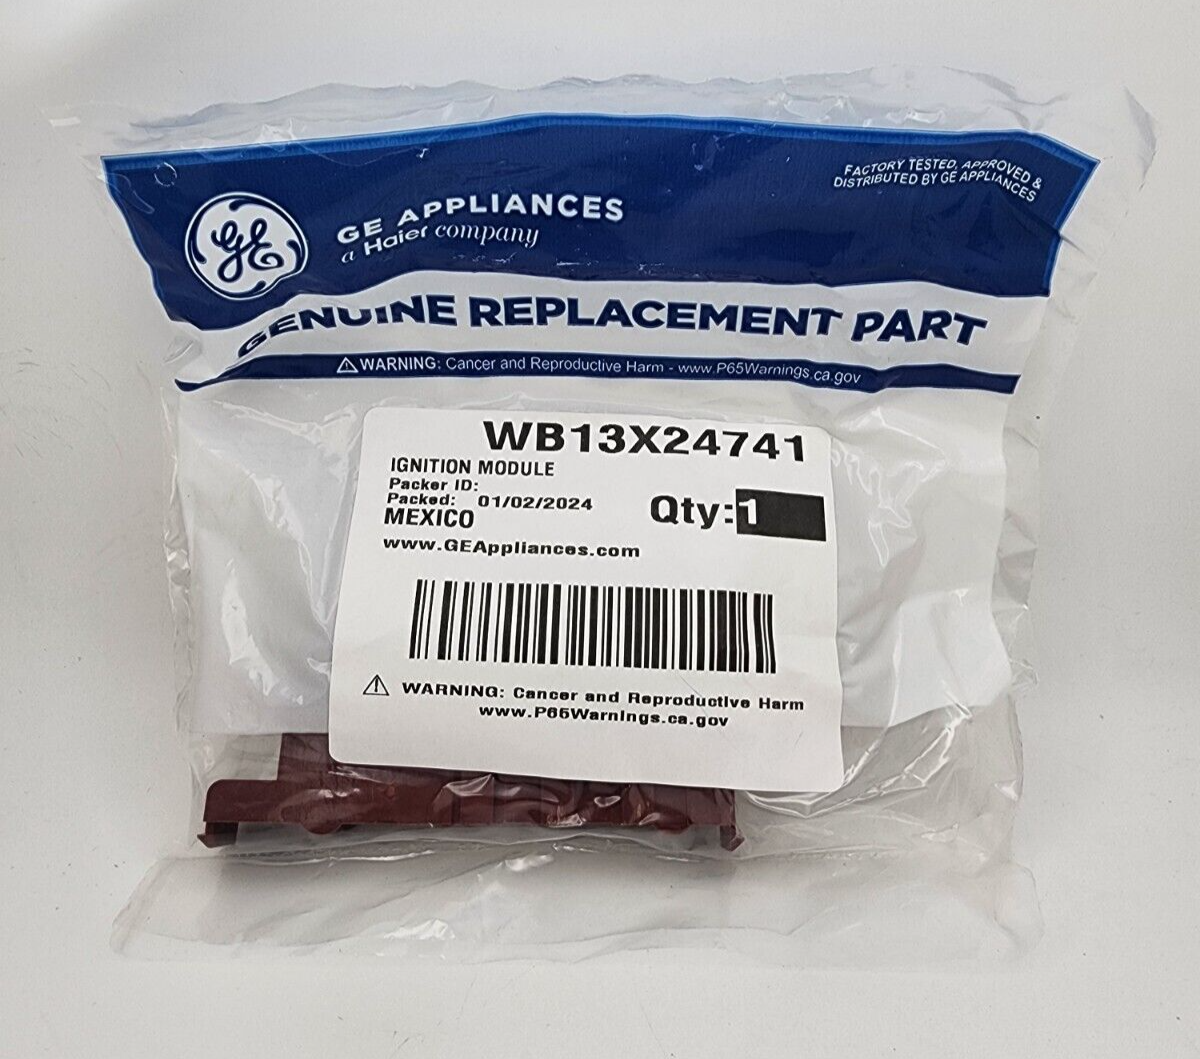 FACTORY TESTED, APPROVED &
DISTRIBUTED BY GE APPLIANCES
GE
GE APPLIANCES
a Haier company
GENUINE REPLACEMENT PART
⚠ WARNING: Cancer and Reproductive Harm - www.P65Warnings.ca.gov
WB13X24741
IGNITION MODULE
Packer ID:
Packed: 01/02/2024
Qty:1
MEXICO
www.GEAppliances.com
⚠ WARNING: Cancer and Reproductive Harm
www.P65Warnings.ca.gov